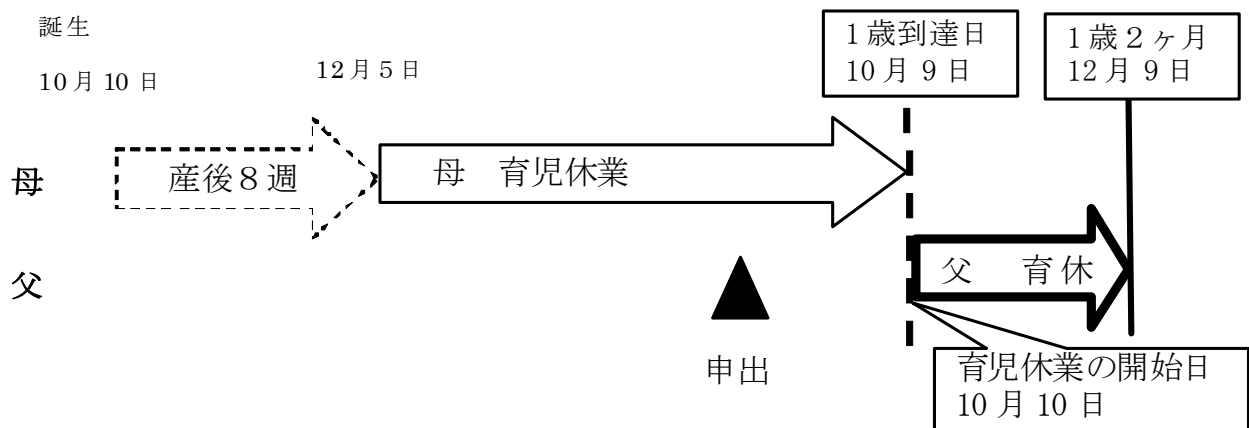 誕生
10月10日
12月5日
1歳到達日
10月9日
1歳2ヶ月
12月9日
母
産後8週
母 育児休業
父
父 育休
申出
育児休業の開始日
10月10日